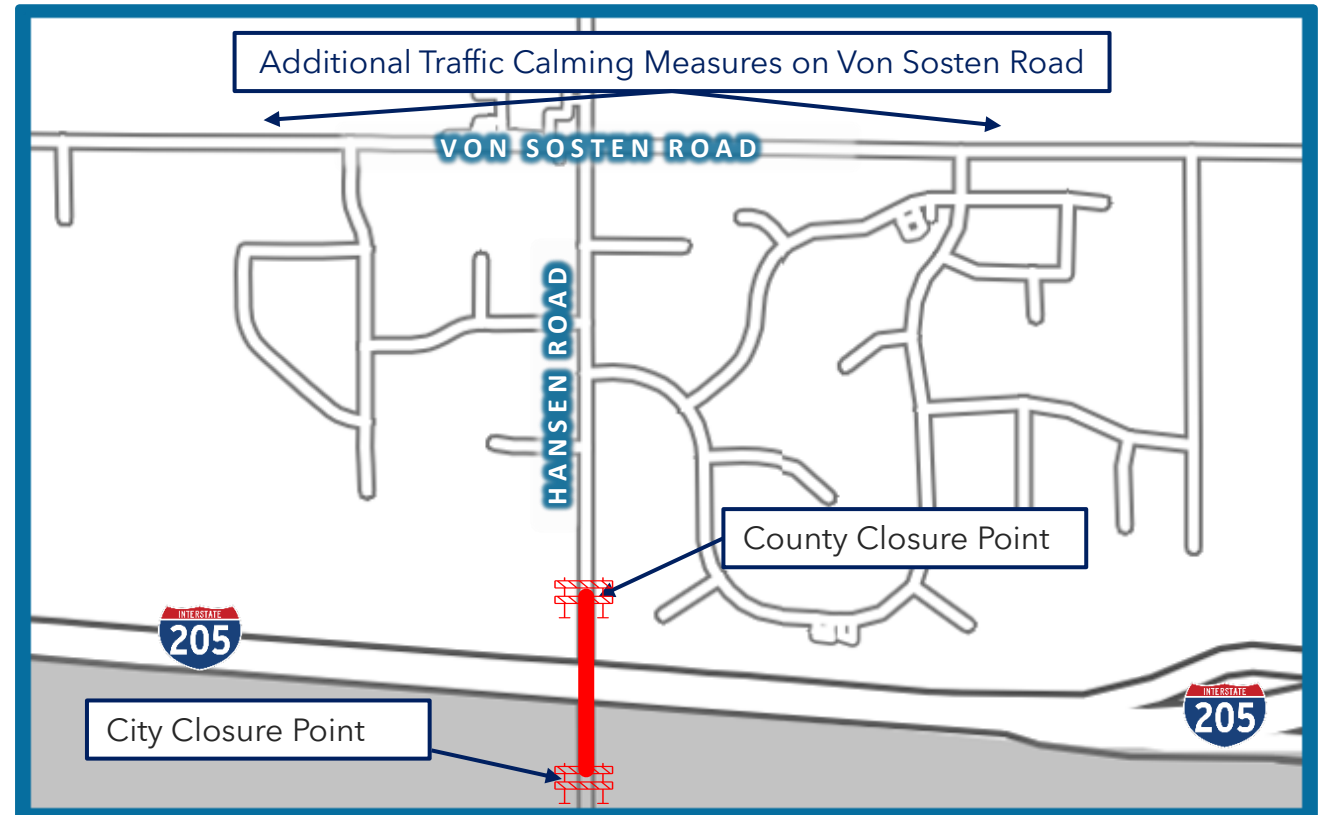 Additional Traffic Calming Measures on Von Sosten Road
VON SOSTEN ROAD
HANSEN ROAD
County Closure Point
INTERSTATE
205
INTERSTATE
205
City Closure Point